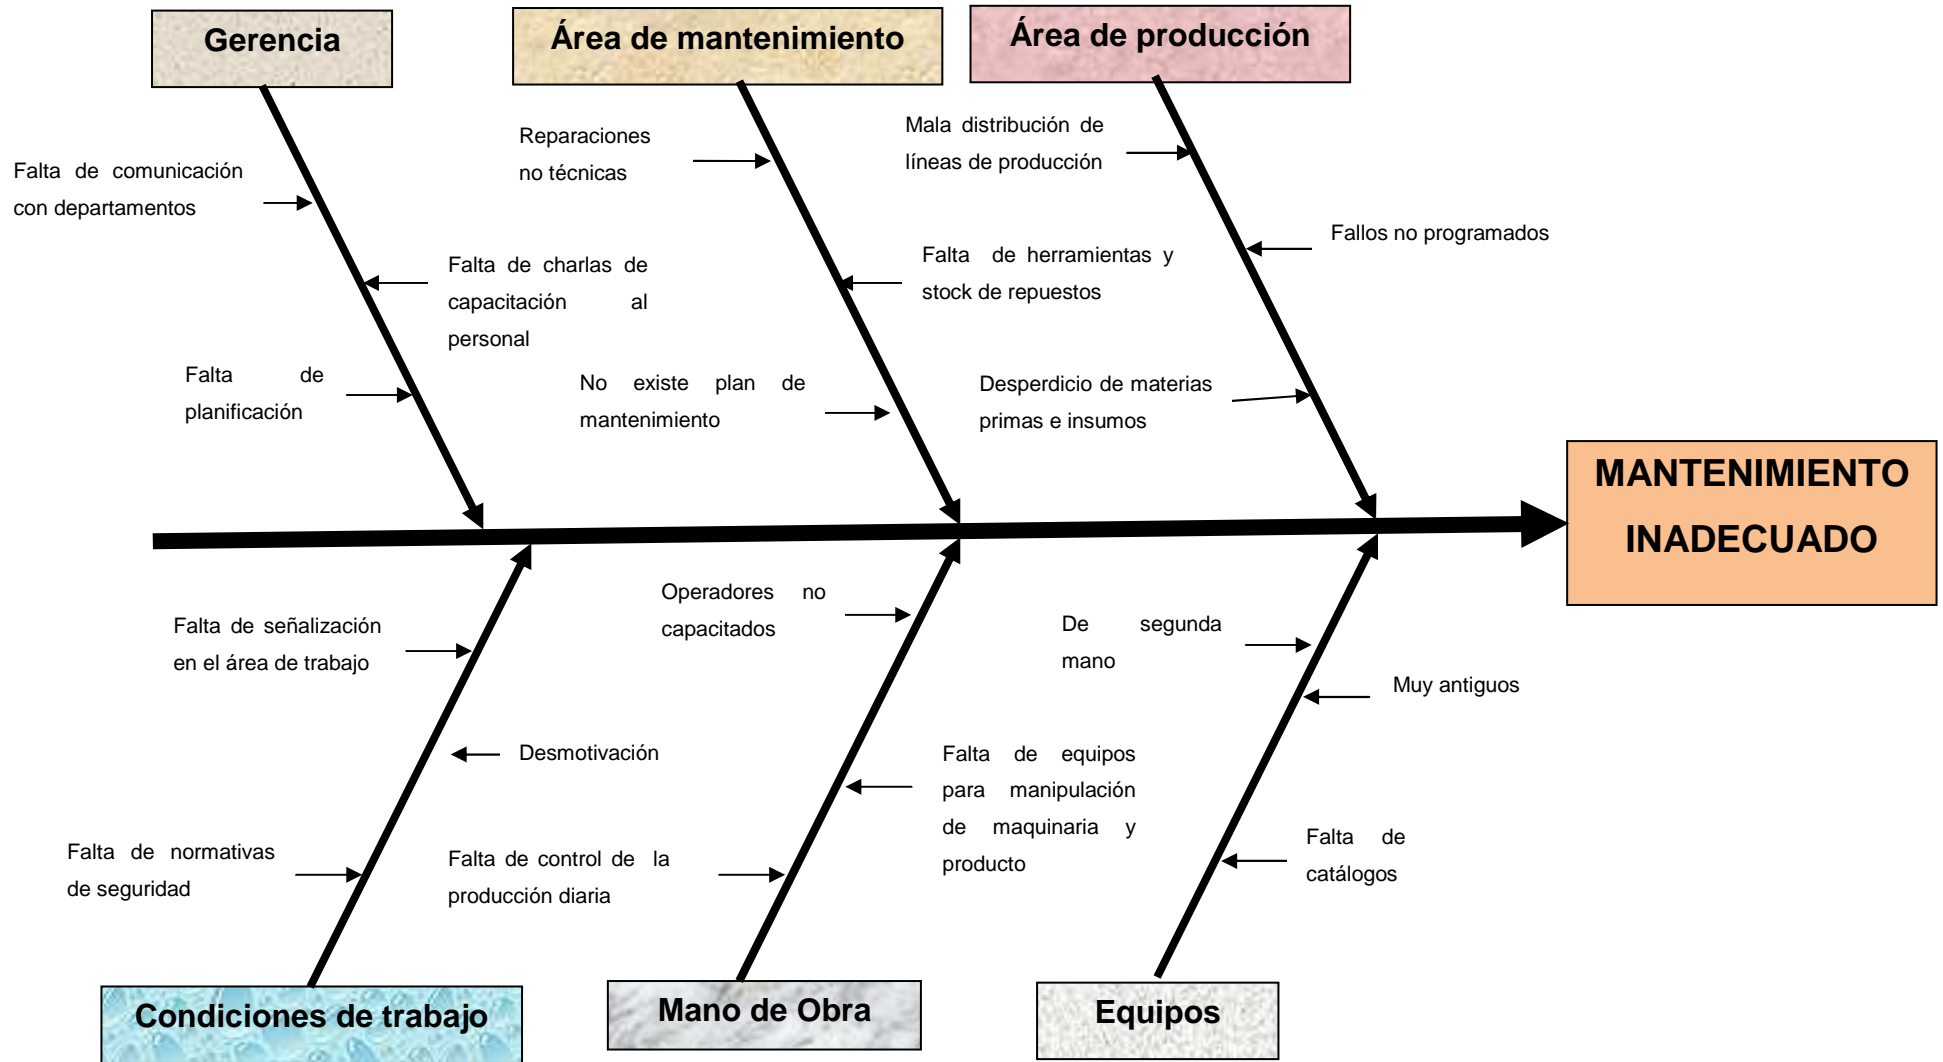 Gerencia
Área de mantenimiento
Área de producción
Falta de comunicación
con departamentos
Falta de charlas de
capacitación al
personal
Falta de
planificación
Reparaciones
no técnicas
Falta de herramientas y
stock de repuestos
No existe plan de
mantenimiento
Mala distribución de
líneas de producción
Fallos no programados
Desperdicio de materias
primas e insumos
MANTENIMIENTO
INADECUADO
Falta de señalización
en el área de trabajo
Desmotivación
Falta de normativas
de seguridad
Operadores no
capacitados
Falta de equipos
para manipulación
de maquinaria y
producto
Falta de control de la
producción diaria
De segunda
mano
Muy antiguos
Falta de
catálogos
Condiciones de trabajo
Mano de Obra
Equipos